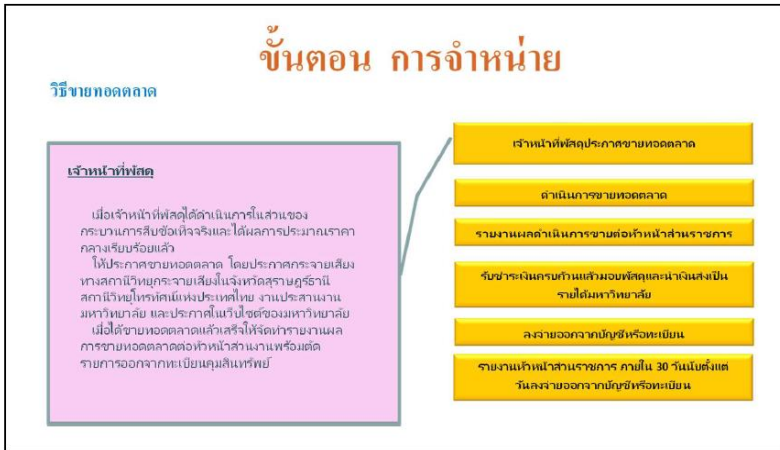 ขั้นตอน การจำหน่าย
วิธีขายทอดตลาด
เจ้าหน้าที่พัสดุ
เมื่อเจ้าหน้าที่พัสดุได้ดำเนินการในส่วนของ
กระบวนการสืบข้อเท็จจริงและได้ผลการประมาณราคา
กลางเรียบร้อยแล้ว
ให้ประกาศขายทอดตลาด โดยประกาศกระจายเสียง
ทางสถานีวิทยุกระจายเสียงในจังหวัดสุราษฎร์ธานี
สถานีวิทยุโทรทัศน์แห่งประเทศไทย งานประสานงาน
มหาวิทยาลัย และประกาศในเว็บไซต์ของมหาวิทยาลัย
เมื่อได้ขายทอดตลาดแล้วเสร็จให้จัดทำรายงานผล
การขายทอดตลาดต่อหัวหน้าส่วนงานพร้อมตัด
รายการออกจากทะเบียนคุมสินทรัพย์
เจ้าหน้าที่พัสดุประกาศขายทอดตลาด
ดำเนินการขายทอดตลาด
รายงานผลดำเนินการขายต่อหัวหน้าส่วนราชการ
รับชำระเงินครบถ้วนแล้วมอบพัสดุและนำเงินส่งเป็น
รายได้มหาวิทยาลัย
ลงจ่ายออกจากบัญชีหรือทะเบียน
รายงานหัวหน้าส่วนราชการ ภายใน 30 วันนับตั้งแต่
วันลงจ่ายออกจากบัญชีหรือทะเบียน